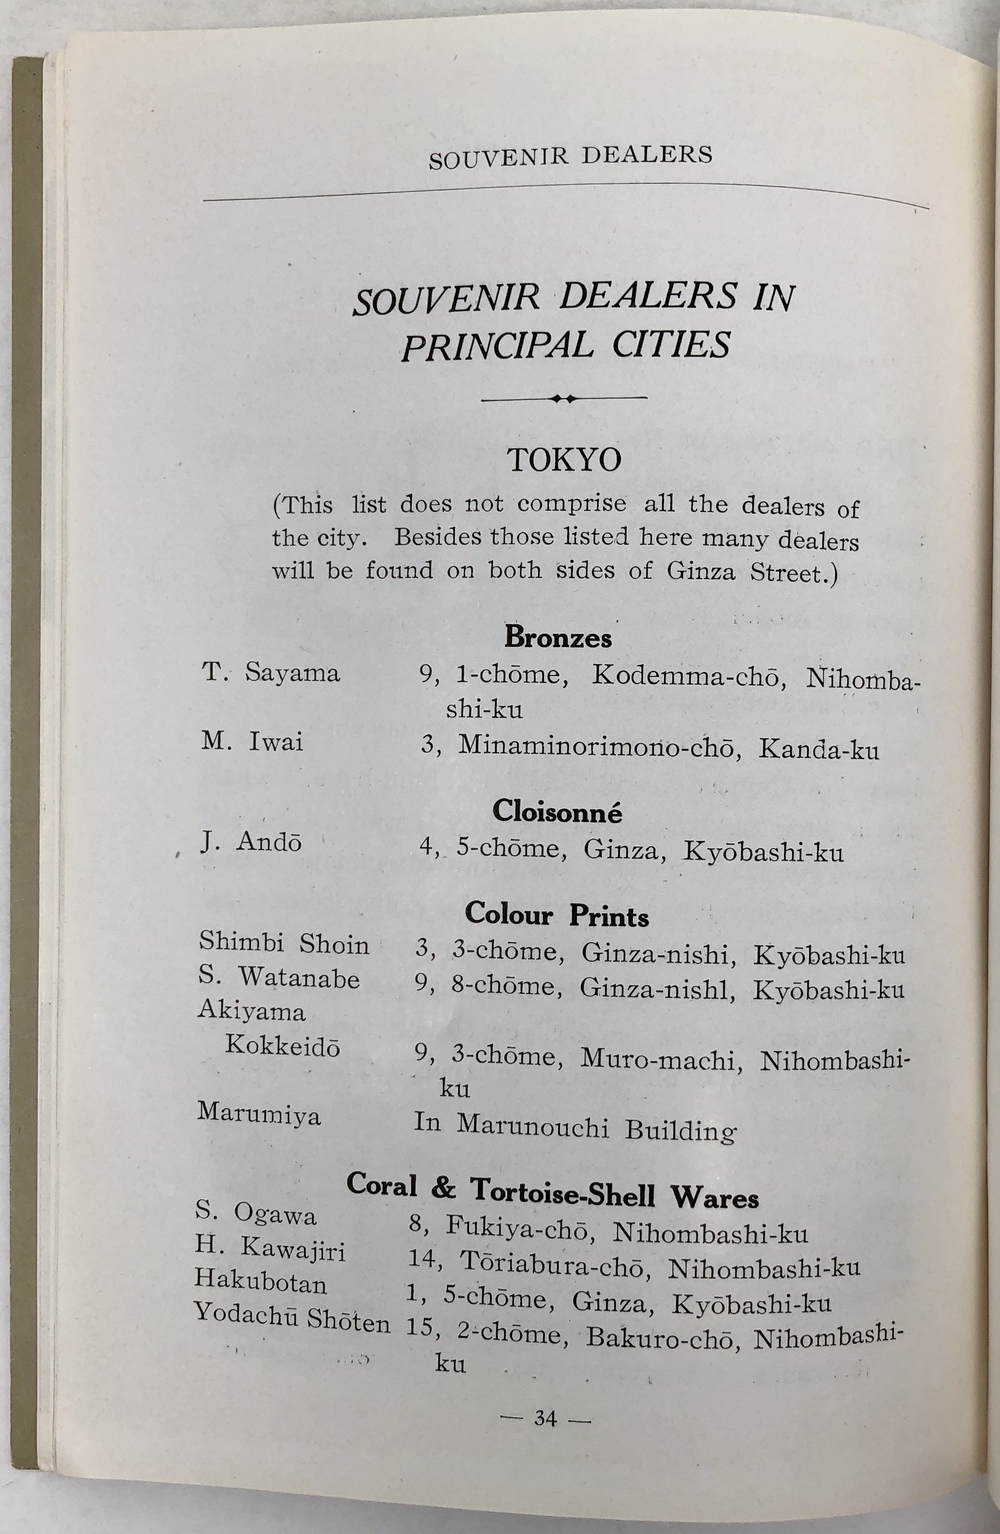 SOUVENIR DEALERS
SOUVENIR DEALERS IN
PRINCIPAL CITIES
TOKYO
(This list does not comprise all the dealers of
the city. Besides those listed here many dealers
will be found on both sides of Ginza Street.)
Bronzes
T. Sayama 9, 1-chōme, Kodemma-chō, Nihomba-
shi-ku
M. Iwai 3, Minaminorimono-chō, Kanda-ku
Cloisonné
J. Andō 4, 5-chōme, Ginza, Kyōbashi-ku
Colour Prints
Shimbi Shoin 3, 3-chōme, Ginza-nishi, Kyōbashi-ku
S. Watanabe 9, 8-chōme, Ginza-nishl, Kyōbashi-ku
Akiyama
Kokkeidō 9, 3-chōme, Muro-machi, Nihombashi-
ku
Marumiya In Marunouchi Building
Coral & Tortoise-Shell Wares
S. Ogawa 8, Fukiya-chō, Nihombashi-ku
H. Kawajiri 14, Tōriabura-chō, Nihombashi-ku
Hakubotan 1, 5-chōme, Ginza, Kyōbashi-ku
Yodachū Shōten 15, 2-chōme, Bakuro-chō, Nihombashi-
ku
— 34 —